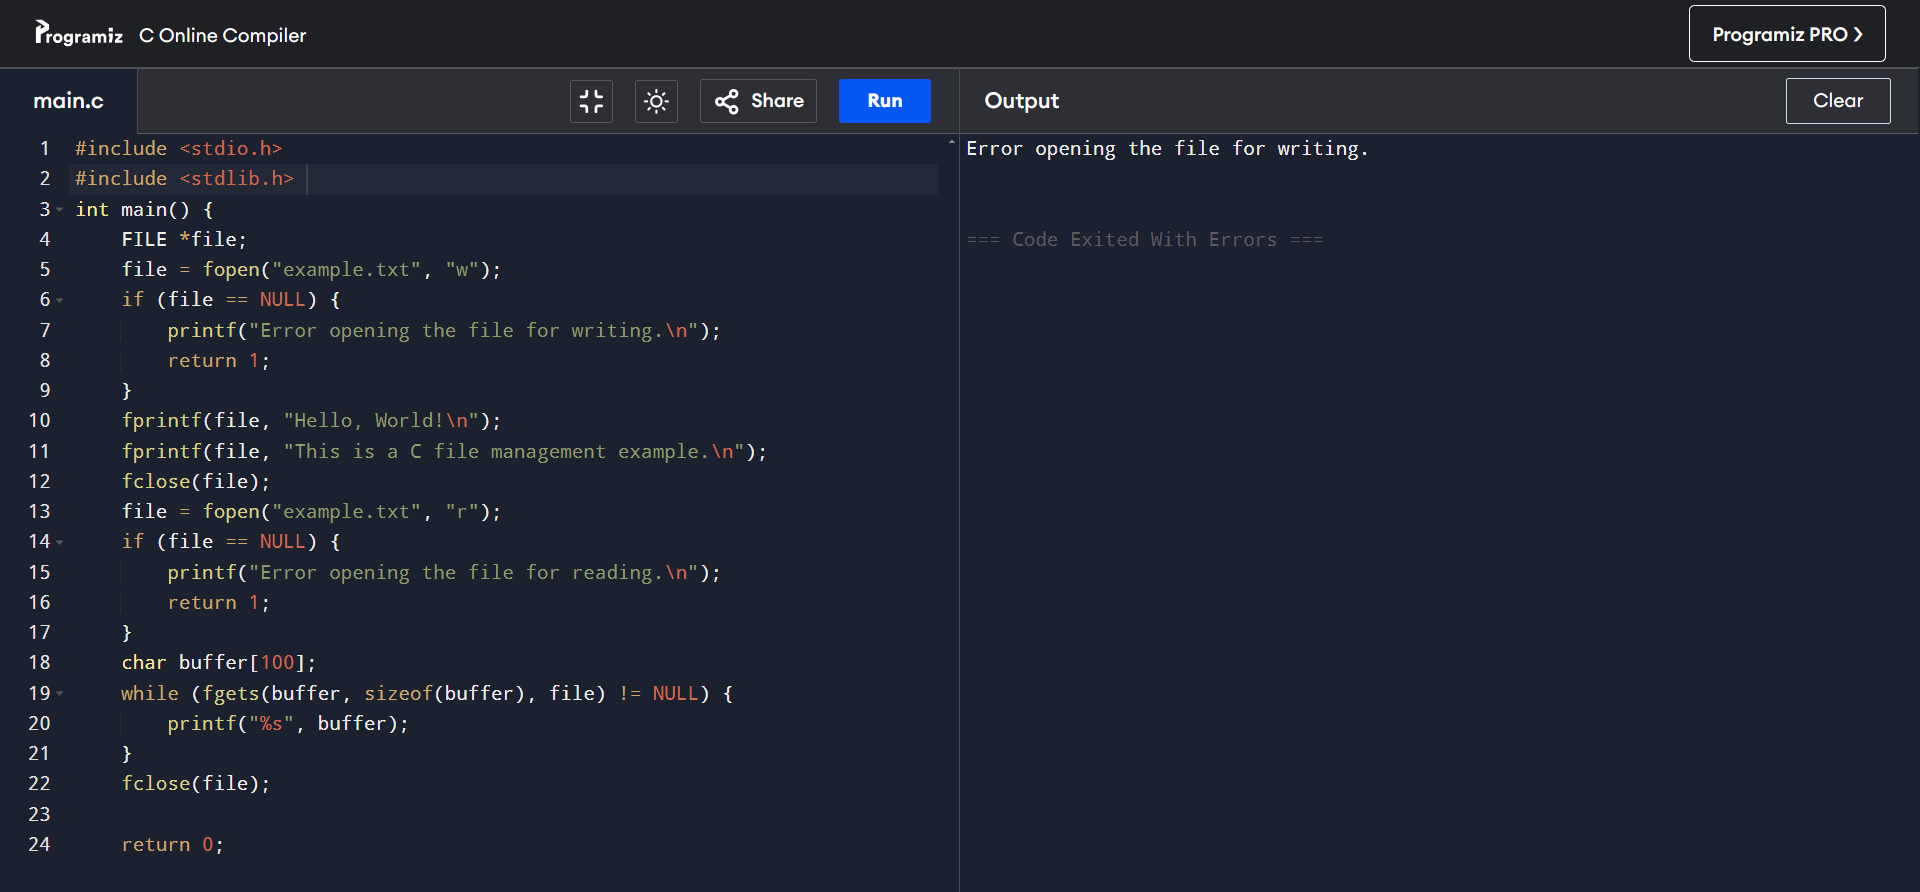 Programiz C Online Compiler
Programiz PRO ❯
main.c
Share
Run
Output
Clear
1 #include <stdio.h>
2 #include <stdlib.h>
3 int main() {
4     FILE *file;
5     file = fopen("example.txt", "w");
6     if (file == NULL) {
7         printf("Error opening the file for writing.\n");
8         return 1;
9     }
10     fprintf(file, "Hello, World!\n");
11     fprintf(file, "This is a C file management example.\n");
12     fclose(file);
13     file = fopen("example.txt", "r");
14     if (file == NULL) {
15         printf("Error opening the file for reading.\n");
16         return 1;
17     }
18     char buffer[100];
19     while (fgets(buffer, sizeof(buffer), file) != NULL) {
20         printf("%s", buffer);
21     }
22     fclose(file);
23
24     return 0;
Error opening the file for writing.
=== Code Exited With Errors ===